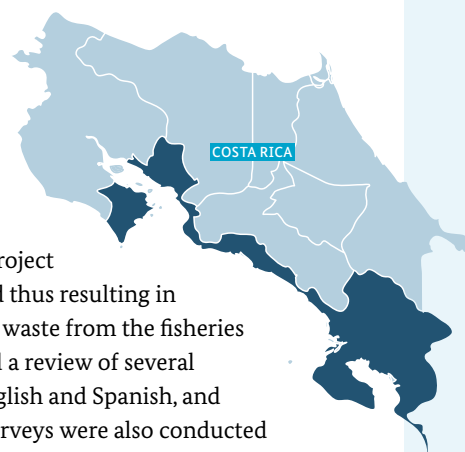 COSTA RICA
roject
d thus resulting in
waste from the fisheries
a review of several
glish and Spanish, and
rveys were also conducted